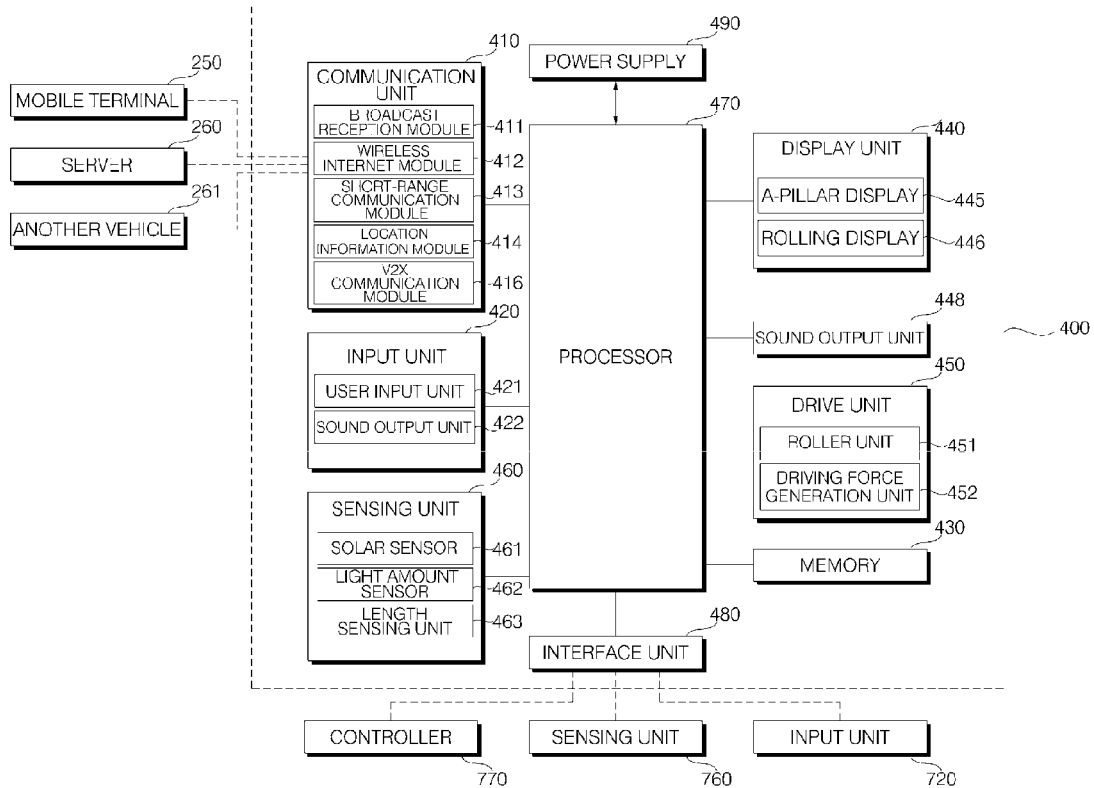 490
POWER SUPPLY
410
COMMUNICATION
UNIT
BROADCAST
RECEPTION MODULE
411
WIRELESS
INTERNET MODULE
412
SHORT-RANGE
COMMUNICATION
MODULE
413
LOCATION
INFORMATION MODULE
414
V2X
COMMUNICATION
MODULE
416
250
MOBILE TERMINAL
260
SERVER
261
ANOTHER VEHICLE
420
INPUT UNIT
USER INPUT UNIT
421
SOUND OUTPUT UNIT
422
460
SENSING UNIT
SOLAR SENSOR
461
LIGHT AMOUNT
SENSOR
462
LENGTH
SENSING UNIT
463
470
PROCESSOR
440
DISPLAY UNIT
A-PILLAR DISPLAY
445
ROLLING DISPLAY
446
448
SOUND OUTPUT UNIT
400
450
DRIVE UNIT
ROLLER UNIT
451
DRIVING FORCE
GENERATION UNIT
452
430
MEMORY
480
INTERFACE UNIT
CONTROLLER
770
SENSING UNIT
760
INPUT UNIT
720